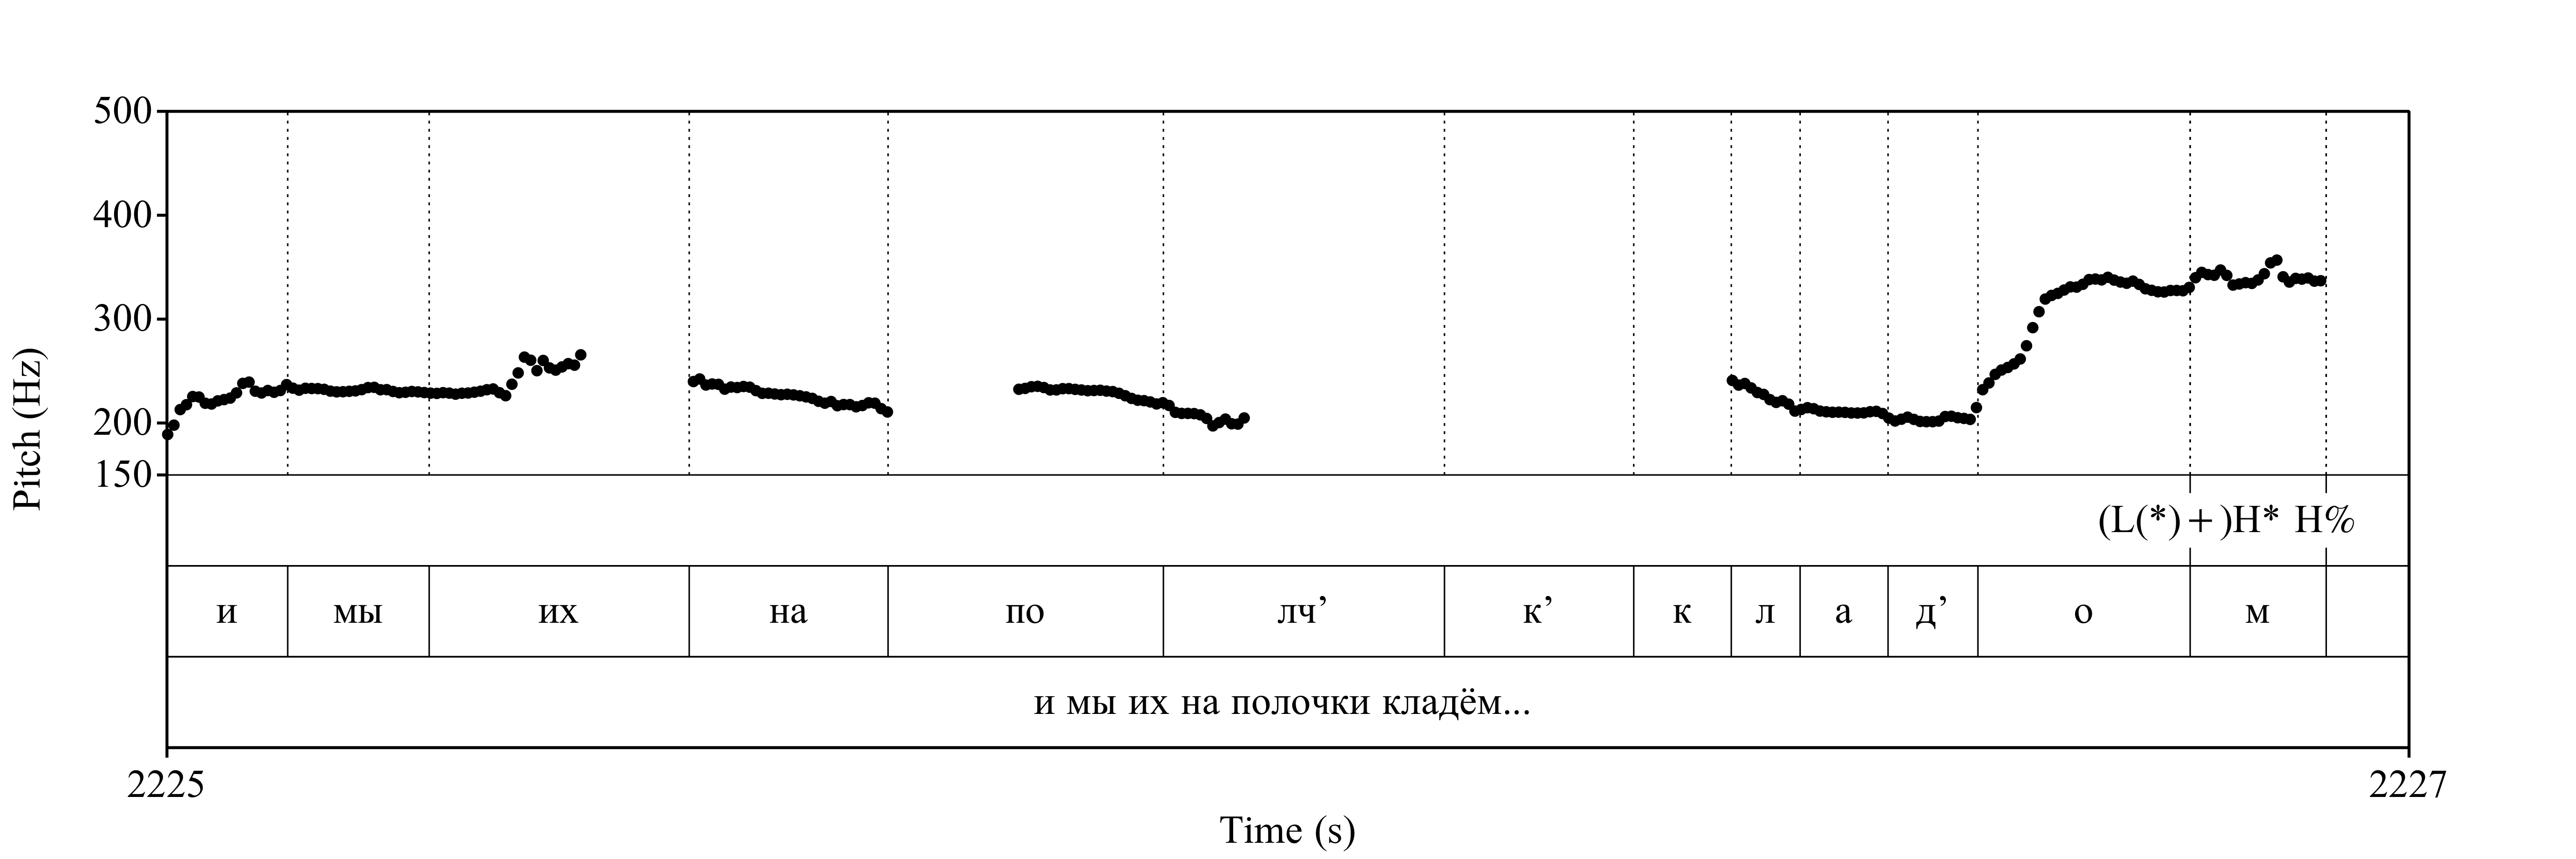 500
400
300
200
150
Pitch (Hz)
(L(*)+)H* H%
и мы их на по лч’ к’ к л а д’ о м
и мы их на полочки кладём...
2225 2227
Time (s)